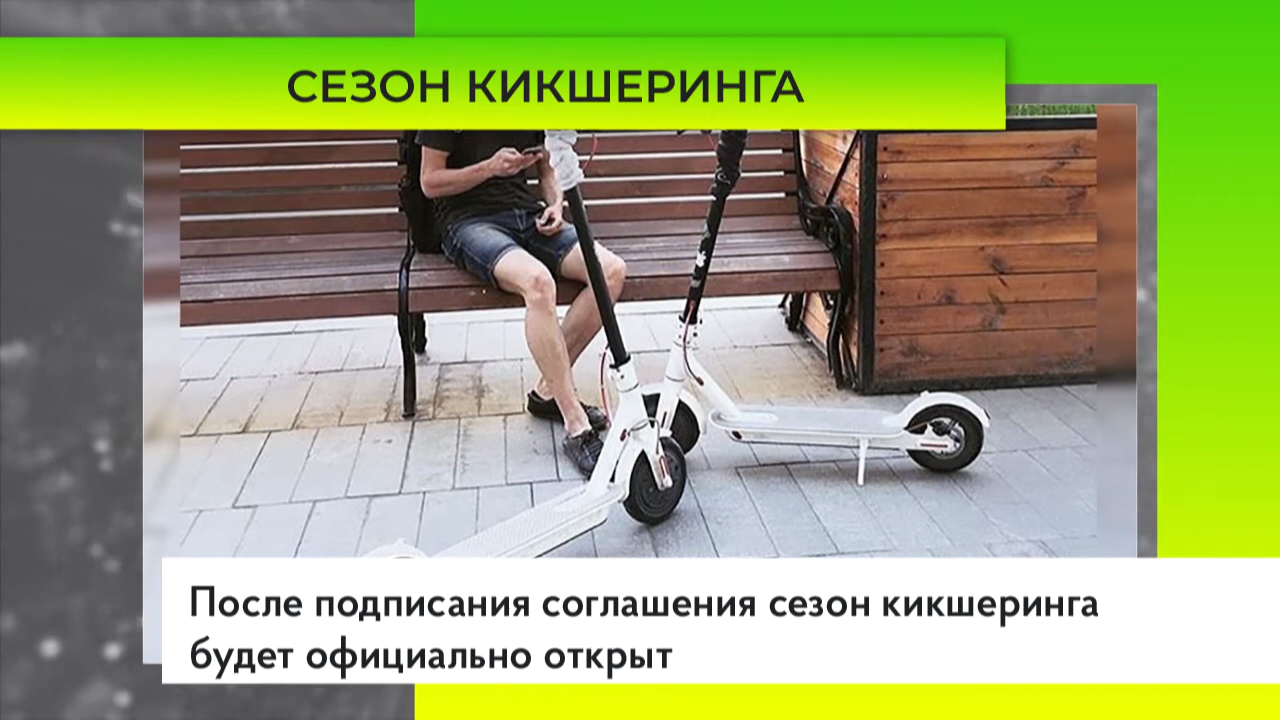 СЕЗОН КИКШЕРИНГА
После подписания соглашения сезон кикшеринга
будет официально открыт